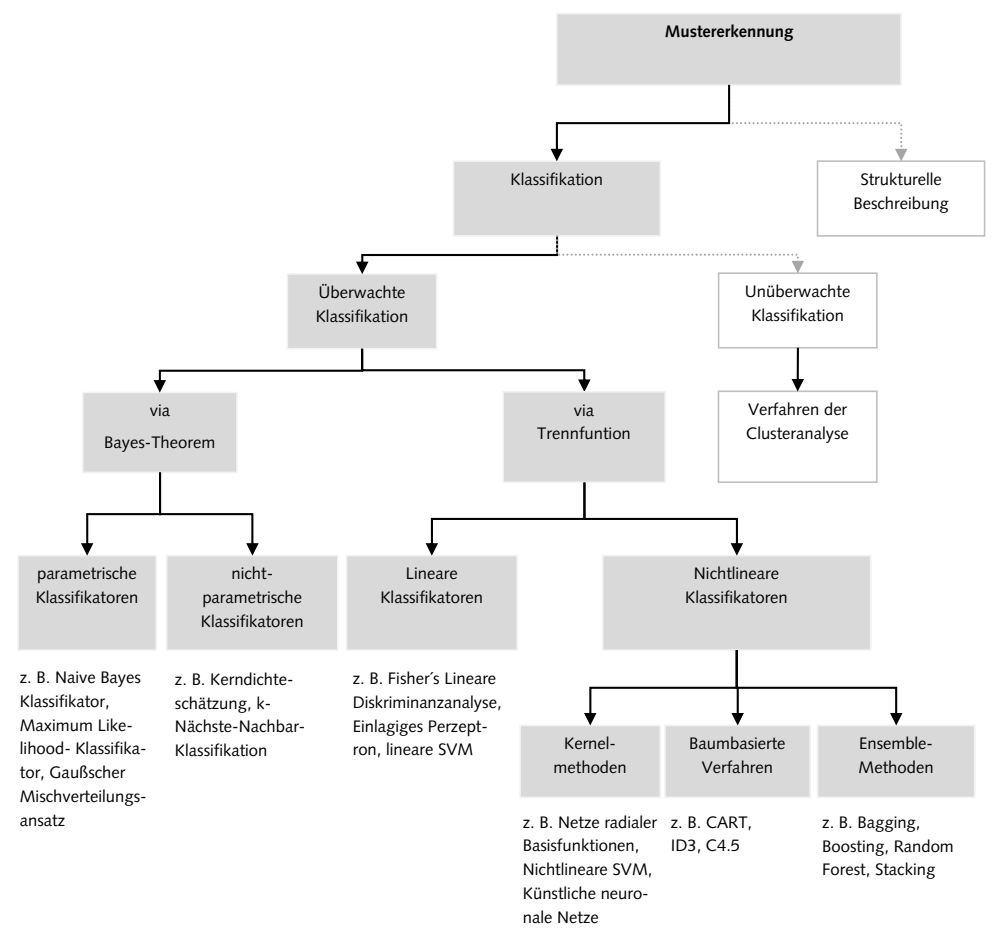 Mustererkennung
Klassifikation
Strukturelle
Beschreibung
Überwachte
Klassifikation
Unüberwachte
Klassifikation
via
Bayes-Theorem
via
Trennfuntion
Verfahren der
Clusteranalyse
parametrische
Klassifikatoren
nicht-
parametrische
Klassifikatoren
Lineare
Klassifikatoren
Nichtlineare
Klassifikatoren
z. B. Naive Bayes
Klassifikator,
Maximum Like-
lihood- Klassifika-
tor, Gaußscher
Mischverteilungs-
ansatz
z. B. Kerndichte-
schätzung, k-
Nächste-Nachbar-
Klassifikation
z. B. Fisher´s Lineare
Diskriminanzanalyse,
Einlagiges Perzept-
ron, lineare SVM
Kernel-
methoden
Baumbasierte
Verfahren
Ensemble-
Methoden
z. B. Netze radialer
Basisfunktionen,
Nichtlineare SVM,
Künstliche neuro-
nale Netze
z. B. CART,
ID3, C4.5
z. B. Bagging,
Boosting, Random
Forest, Stacking